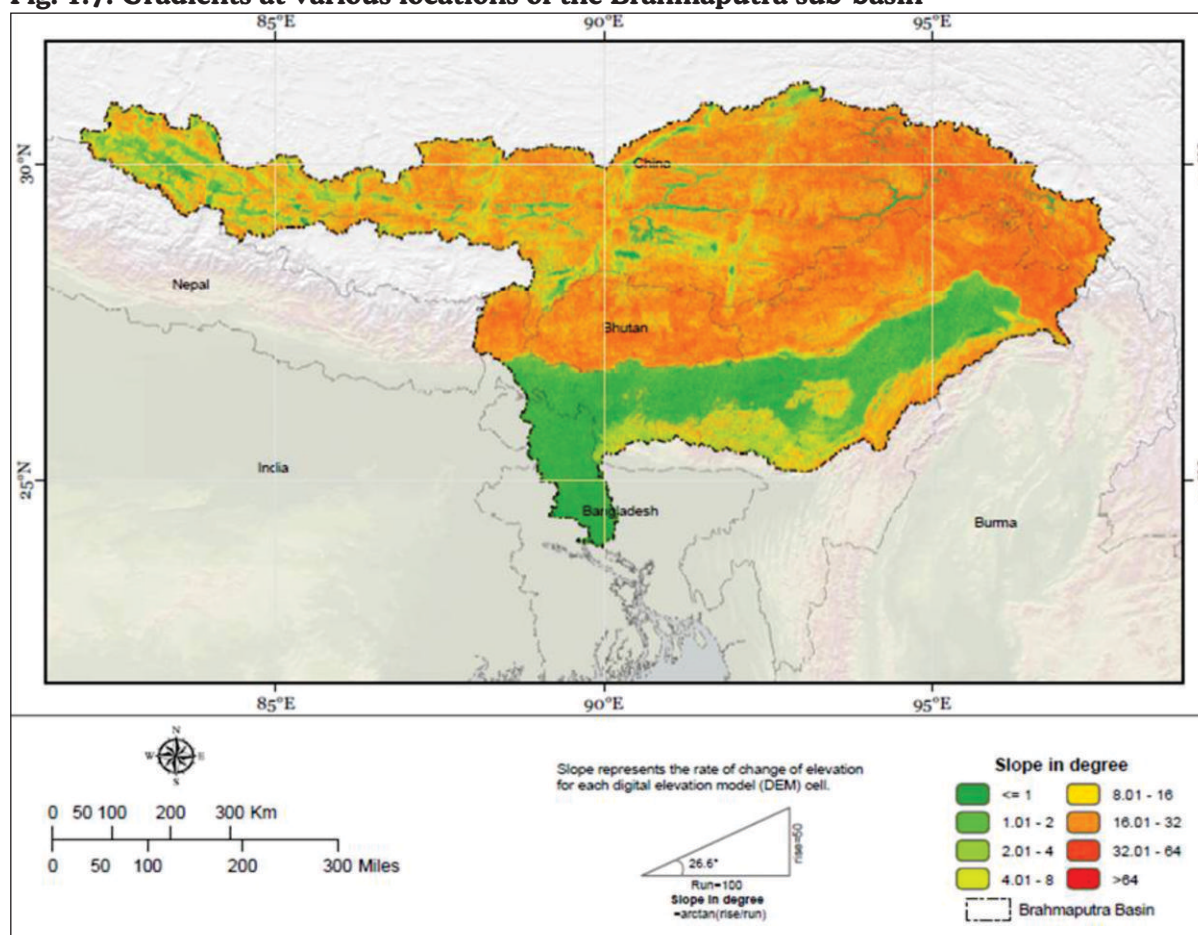 Fig. 1.7: Gradients at various locations of the Brahmaputra sub-basin
85°E 90°E 95°E
30°N
China
Nepal
Bhutan
India
25°N
Bangladesh
Burma
85°E 90°E 95°E
N
W E
S
0 50 100 200 300 Km
0 50 100 200 300 Miles
Slope represents the rate of change of elevation
for each digital elevation model (DEM) cell.
rise=50
26.6°
Run=100
Slope in degree
=arctan(rise/run)
Slope in degree
<= 1 8.01 - 16
1.01 - 2 16.01 - 32
2.01 - 4 32.01 - 64
4.01 - 8 >64
Brahmaputra Basin